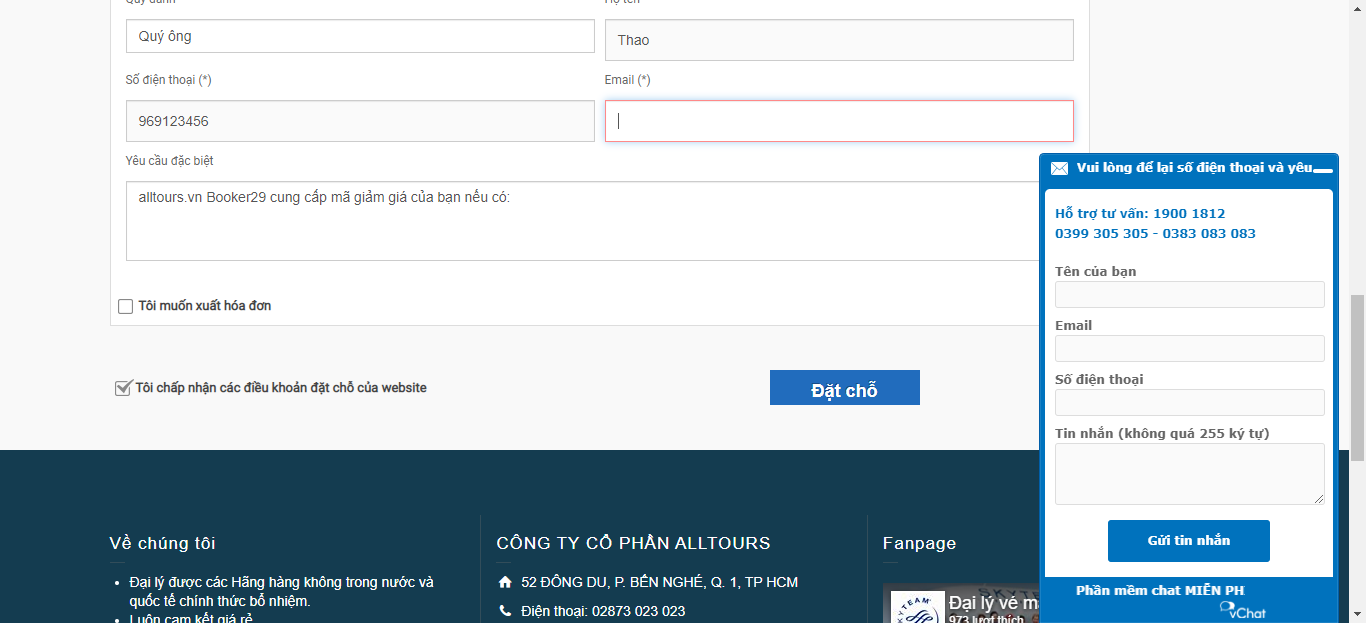 Quý danh
Họ tên
Quý ông
Thao
Số điện thoại (*)
Email (*)
969123456
Yêu cầu đặc biệt
alltours.vn Booker29 cung cấp mã giảm giá của bạn nếu có:
Tôi muốn xuất hóa đơn
Tôi chấp nhận các điều khoản đặt chỗ của website
Đặt chỗ
Vui lòng để lại số điện thoại và yêu
Hỗ trợ tư vấn: 1900 1812
0399 305 305 - 0383 083 083
Tên của bạn
Email
Số điện thoại
Tin nhắn (không quá 255 ký tự)
Gửi tin nhắn
Phần mềm chat MIỄN PH
vChat
Về chúng tôi
Đại lý được các Hãng hàng không trong nước và
quốc tế chính thức bổ nhiệm.
Luôn cam kết giá rẻ
CÔNG TY CỔ PHẦN ALLTOURS
52 ĐÔNG DU, P. BẾN NGHÉ, Q. 1, TP HCM
Điện thoại: 02873 023 023
Fanpage
SKYTEAM
Đại lý vé m
973 lượt thích